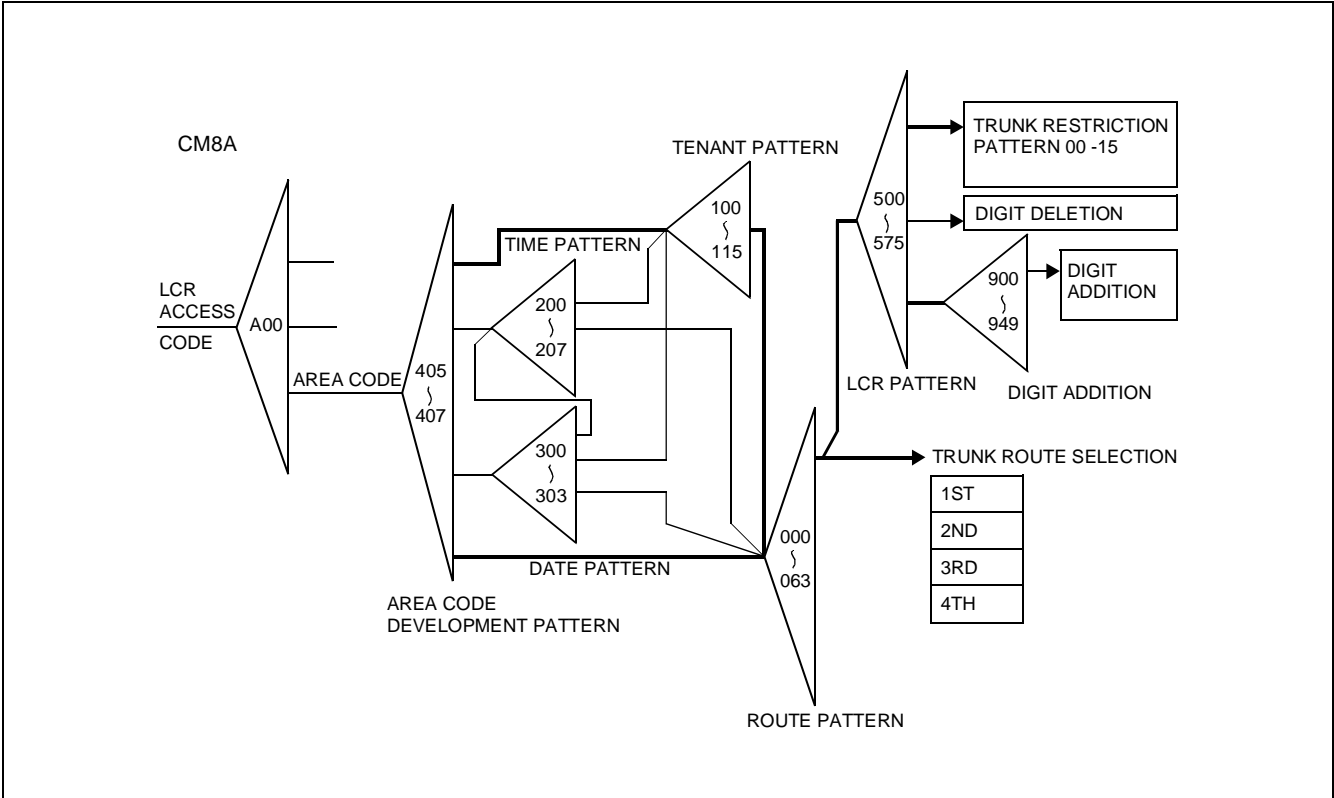 CM8A
LCR
ACCESS
CODE
A00
AREA CODE
405
~
407
AREA CODE
DEVELOPMENT PATTERN
TIME PATTERN
200
~
207
300
~
303
DATE PATTERN
TENANT PATTERN
100
~
115
000
~
063
ROUTE PATTERN
500
~
575
LCR PATTERN
TRUNK RESTRICTION
PATTERN 00 -15
DIGIT DELETION
900
~
949
DIGIT
ADDITION
DIGIT ADDITION
TRUNK ROUTE SELECTION
1ST
2ND
3RD
4TH